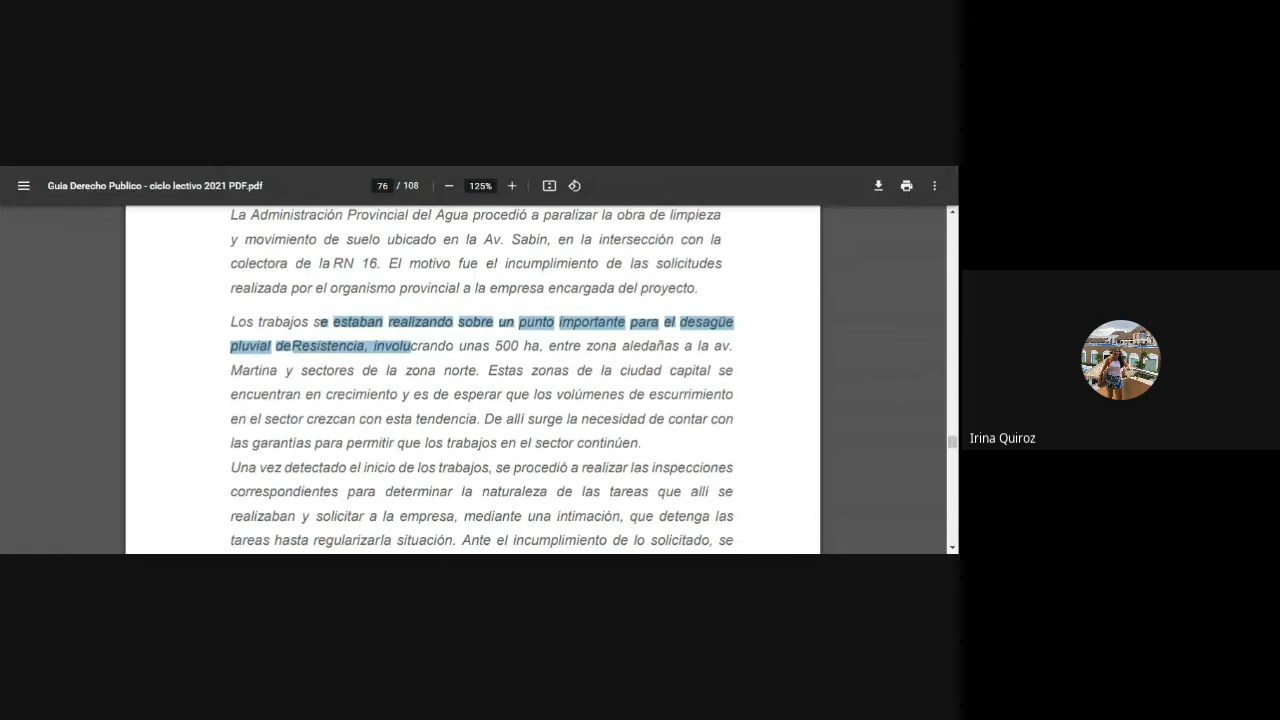 Guia Derecho Publico - ciclo lectivo 2021 PDF.pdf
76 / 108
125%
La Administración Provincial del Agua procedió a paralizar la obra de limpieza
y movimiento de suelo ubicado en la Av. Sabin, en la intersección con la
colectora de la RN 16. El motivo fue el incumplimiento de las solicitudes
realizada por el organismo provincial a la empresa encargada del proyecto.
Los trabajos se estaban realizando sobre un punto importante para el desagüe
pluvial deResistencia, involucrando unas 500 ha, entre zona aledañas a la av.
Martina y sectores de la zona norte. Estas zonas de la ciudad capital se
encuentran en crecimiento y es de esperar que los volúmenes de escurrimiento
en el sector crezcan con esta tendencia. De allí surge la necesidad de contar con
las garantías para permitir que los trabajos en el sector continúen.
Una vez detectado el inicio de los trabajos, se procedió a realizar las inspecciones
correspondientes para determinar la naturaleza de las tareas que allí se
realizaban y solicitar a la empresa, mediante una intimación, que detenga las
tareas hasta regularizarla situación. Ante el incumplimiento de lo solicitado, se
Irina Quiroz